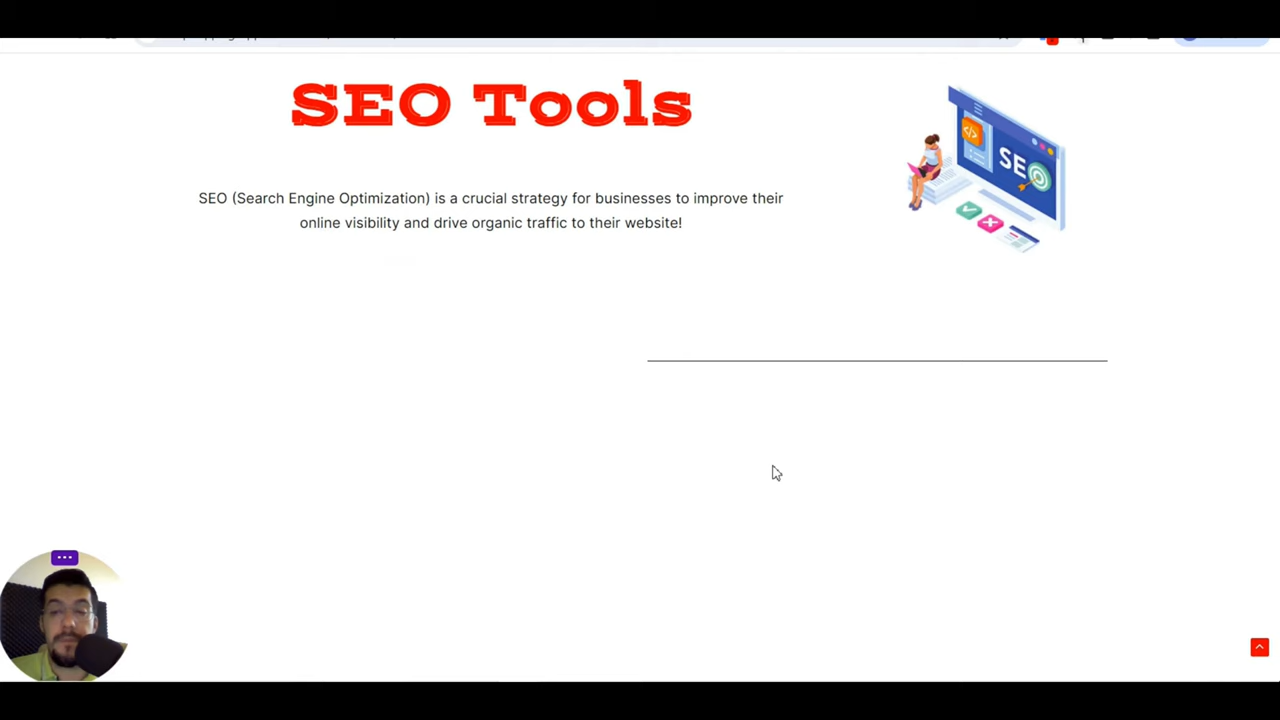 SEO Tools
SEO (Search Engine Optimization) is a crucial strategy for businesses to improve their
online visibility and drive organic traffic to their website!
</>
SEO